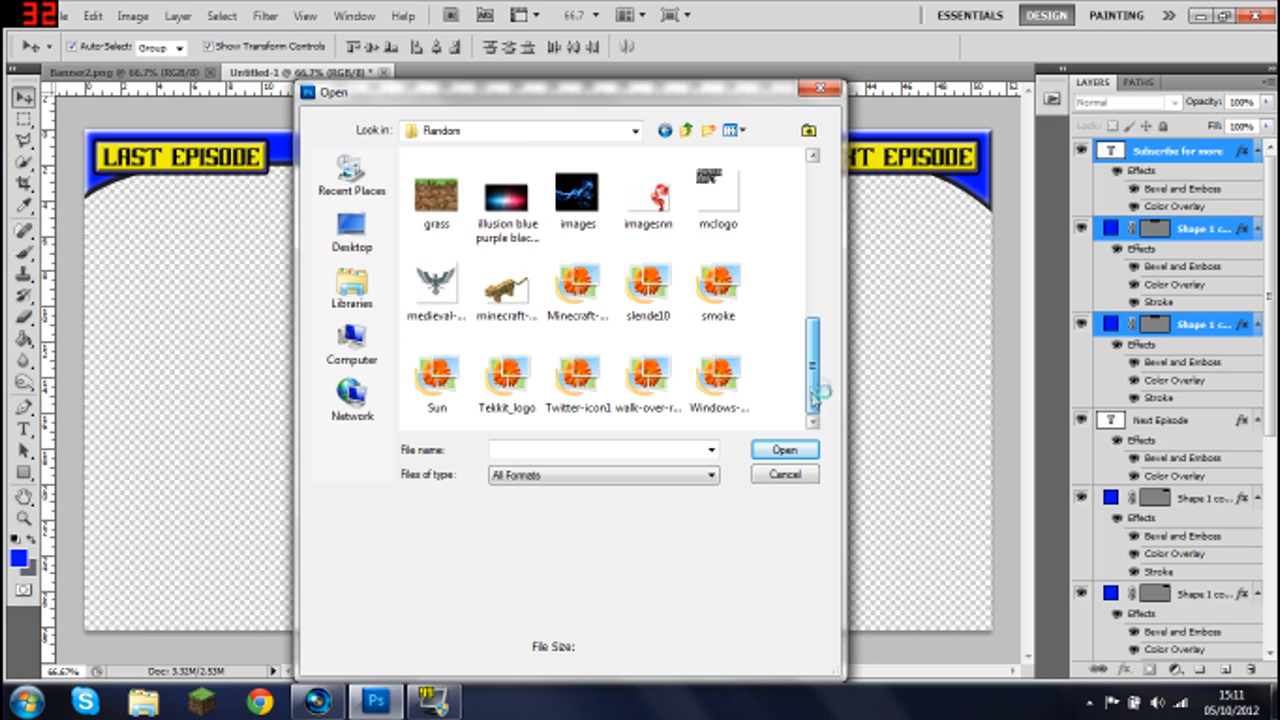 32
Edit Image Layer Select Filter View Window Help 66.7 ESSENTIALS DESIGN PAINTING
Auto-Select: Group Show Transform Controls
Banner2.png @ 66.7% (RGB/8) Untitled-1 @ 66.7% (RGB/8) *
LAST EPISODE
XT EPISODE
Open
Look in: Random
Recent Places
Desktop
Libraries
Computer
Network
grass illusion blue purple blac... images imagesnn mclogo
medieval-... minecraft-... Minecraft-... slende10 smoke
Sun Tekkit_logo Twitter-icon1 walk-over-r... Windows-...
File name: Open
Files of type: All Formats Cancel
File Size:
LAYERS PATHS
Normal Opacity: 100%
Lock: Fill: 100%
Subscribe for more fx
Effects
Bevel and Emboss
Color Overlay
Shape 1 c... fx
Effects
Bevel and Emboss
Color Overlay
Stroke
Shape 1 c... fx
Effects
Bevel and Emboss
Color Overlay
Stroke
Next Episode fx
Effects
Bevel and Emboss
Color Overlay
Shape 1 co... fx
Effects
Bevel and Emboss
Color Overlay
Stroke
Shape 1 co... fx
Effects
Bevel and Emboss
Color Overlay
66.67% Doc: 3.32M/2.53M
15:11
05/10/2012